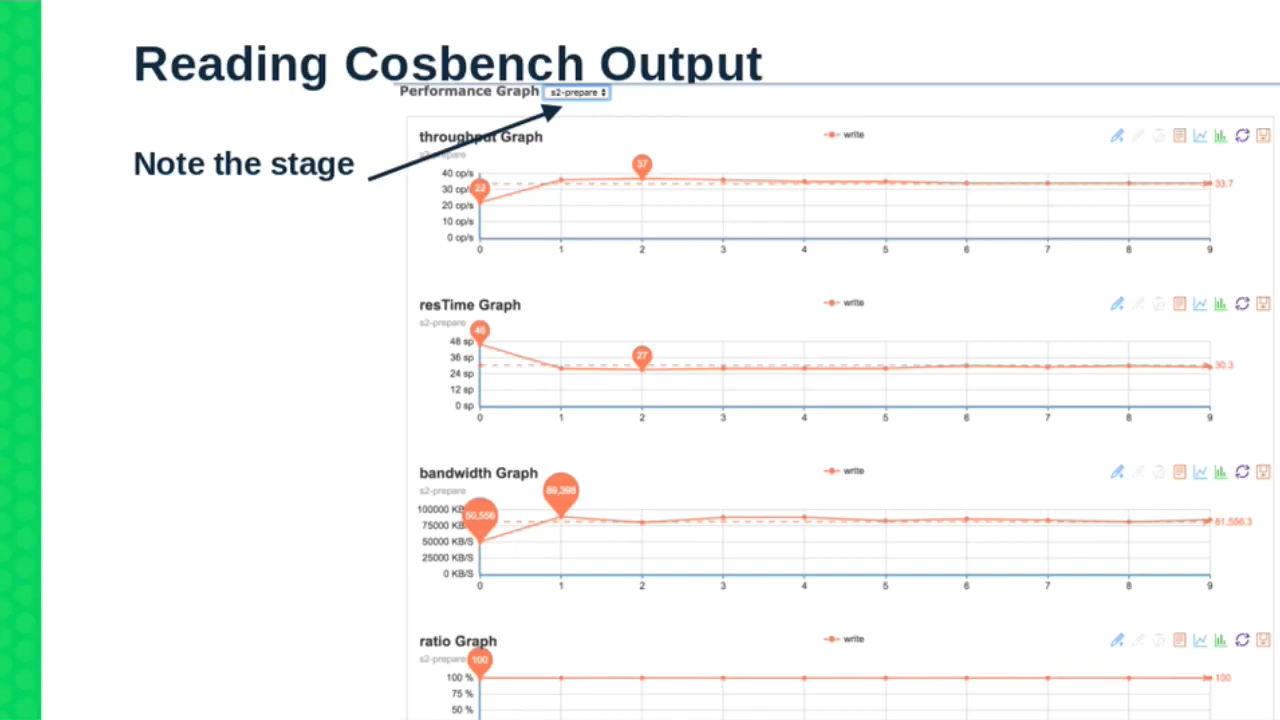 Reading Cosbench Output
Performance Graph s2-prepare
Note the stage
throughput Graph
write
s2-prepare
37
22
40 op/s
30 op/s
20 op/s
10 op/s
0 op/s
33.7
0 1 2 3 4 5 6 7 8 9
resTime Graph
write
s2-prepare
46
27
48 sp
36 sp
24 sp
12 sp
0 sp
30.3
0 1 2 3 4 5 6 7 8 9
bandwidth Graph
write
s2-prepare
89,398
50,556
100000 KB/S
75000 KB/S
50000 KB/S
25000 KB/S
0 KB/S
81,556.3
0 1 2 3 4 5 6 7 8 9
ratio Graph
write
s2-prepare
100
100 %
75 %
50 %
100